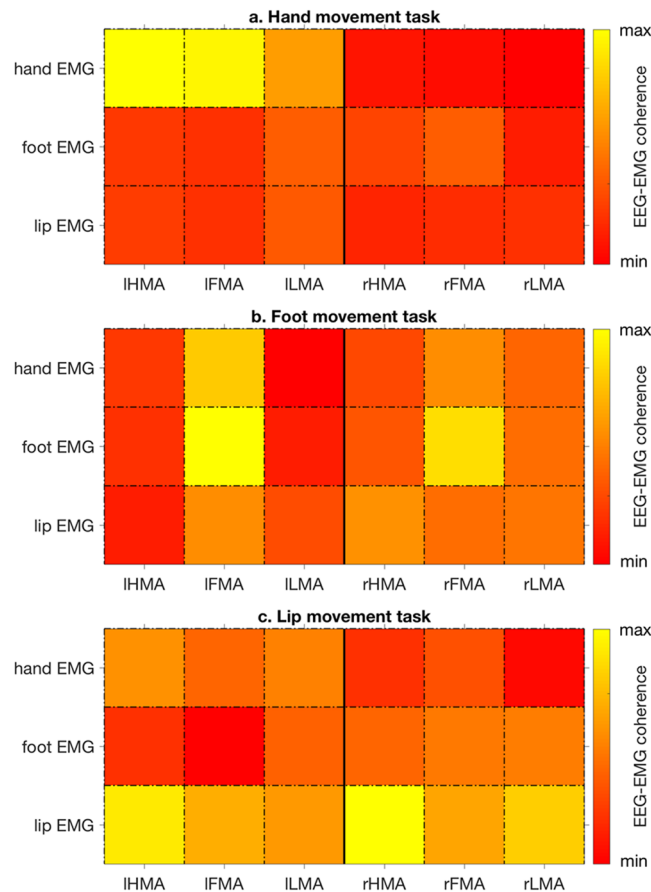 a. Hand movement task
hand EMG
foot EMG
lip EMG
lHMA lFMA lLMA rHMA rFMA rLMA
max
EEG-EMG coherence
min
b. Foot movement task
hand EMG
foot EMG
lip EMG
lHMA lFMA lLMA rHMA rFMA rLMA
max
EEG-EMG coherence
min
c. Lip movement task
hand EMG
foot EMG
lip EMG
lHMA lFMA lLMA rHMA rFMA rLMA
max
EEG-EMG coherence
min